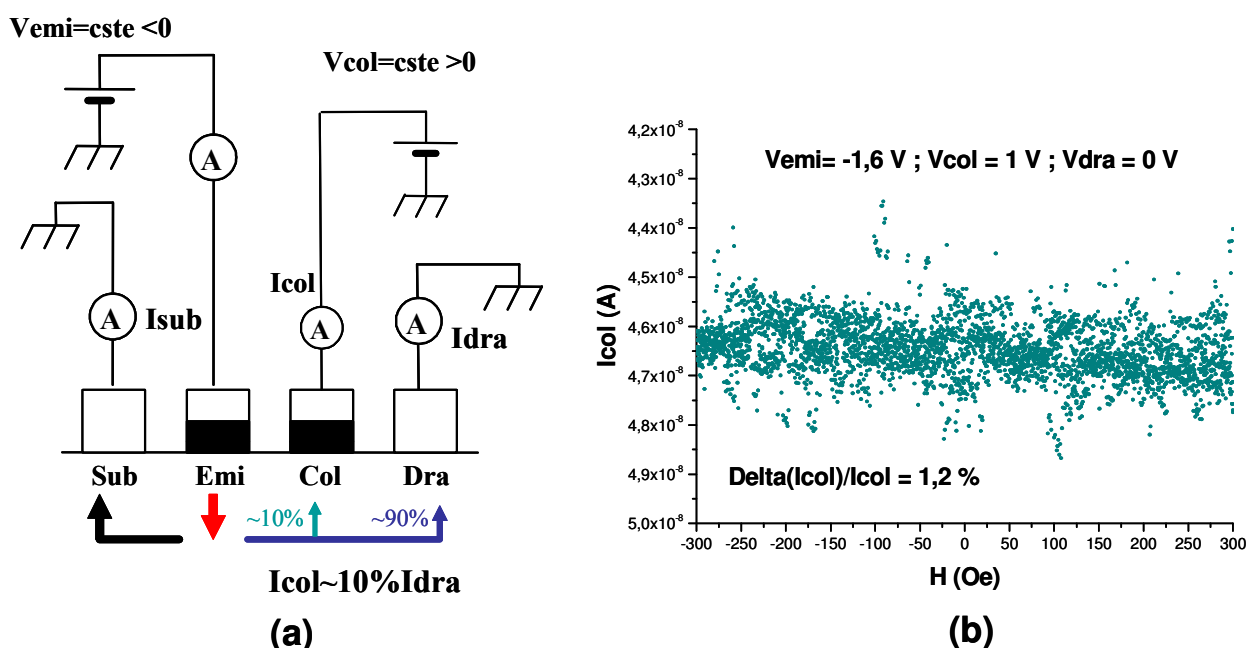 Vemi=cste <0
Vcol=cste >0
A
Icol
A
Isub
A
A
Idra
Sub
Emi
Col
Dra
~10%
~90%
Icol~10%Idra
(a)
4,2x10⁻⁸
4,3x10⁻⁸
4,4x10⁻⁸
4,5x10⁻⁸
4,6x10⁻⁸
4,7x10⁻⁸
4,8x10⁻⁸
4,9x10⁻⁸
5,0x10⁻⁸
Icol (A)
Vemi= -1,6 V ; Vcol = 1 V ; Vdra = 0 V
Delta(Icol)/Icol = 1,2 %
-300 -250 -200 -150 -100 -50 0 50 100 150 200 250 300
H (Oe)
(b)